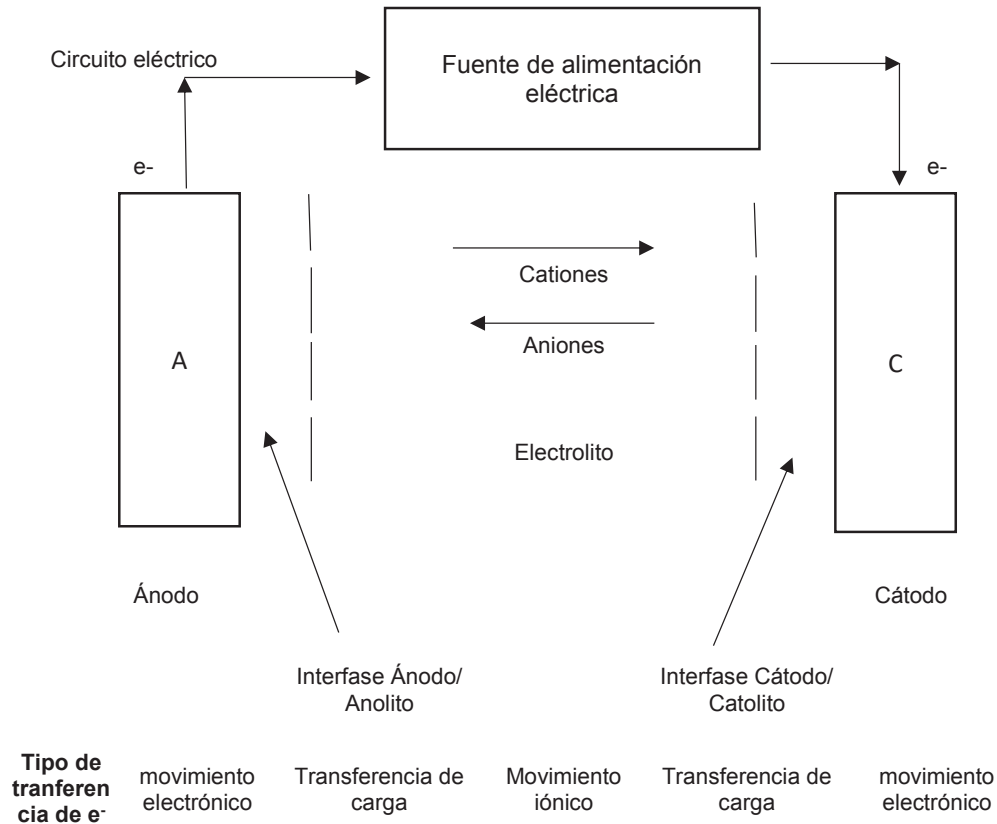 Circuito eléctrico
Fuente de alimentación
eléctrica
e-
e-
Cationes
Aniones
A
C
Electrolito
Ánodo
Cátodo
Interfase Ánodo/
Anolito
Interfase Cátodo/
Catolito
Tipo de
tranferen
cia de e-
movimiento
electrónico
Transferencia de
carga
Movimiento
iónico
Transferencia de
carga
movimiento
electrónico